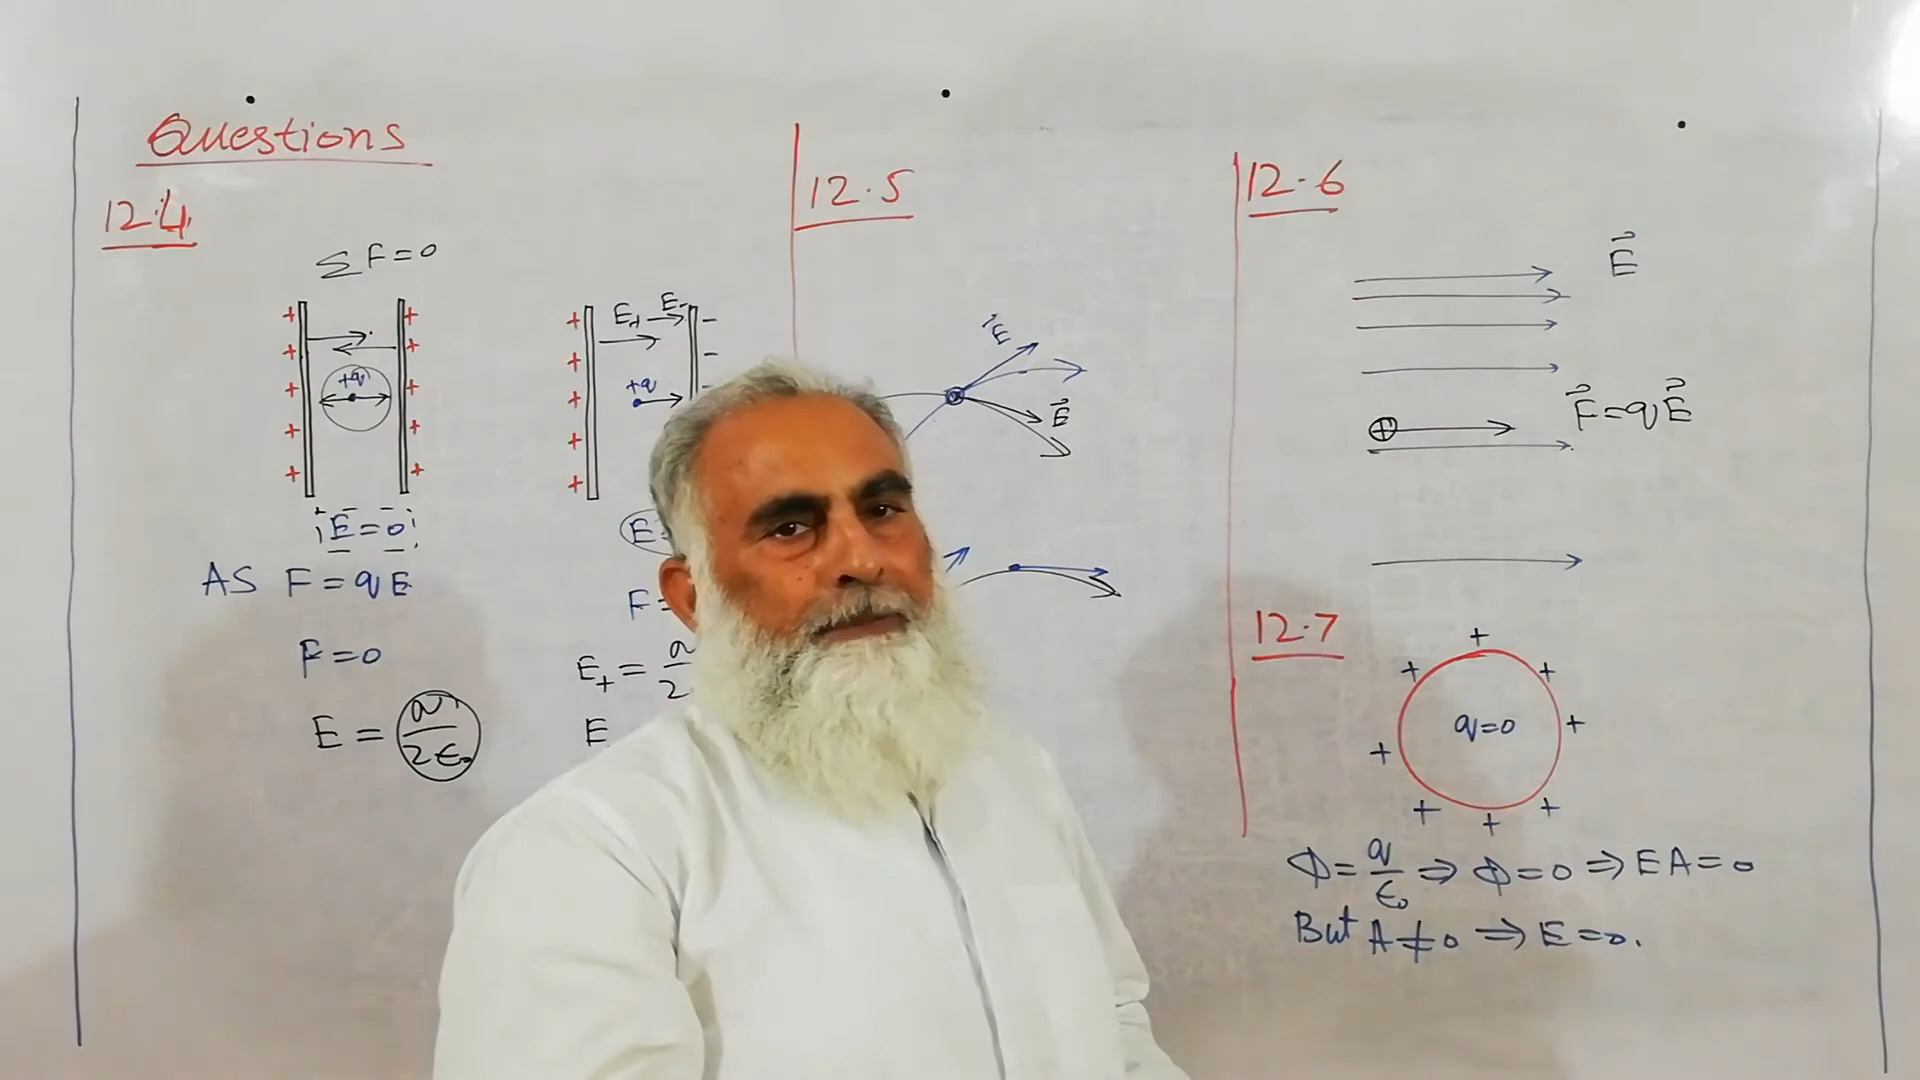 Questions
12.4
ΣF=0
+ + + + +
+ + + + +
+q
E=0
AS F=qE
F=0
E=
2ε₀
+ + + + +
E+ E-
- - -
+q
E
F=
E+ =
2
E
12.5
E⃗
E⃗
12.6
E⃗
+
F⃗=qE⃗
12.7
+ + + + + + + + +
q=0
Φ=q/ε₀ ⇒ Φ=0 ⇒ EA=0
But A≠0 ⇒ E=0.